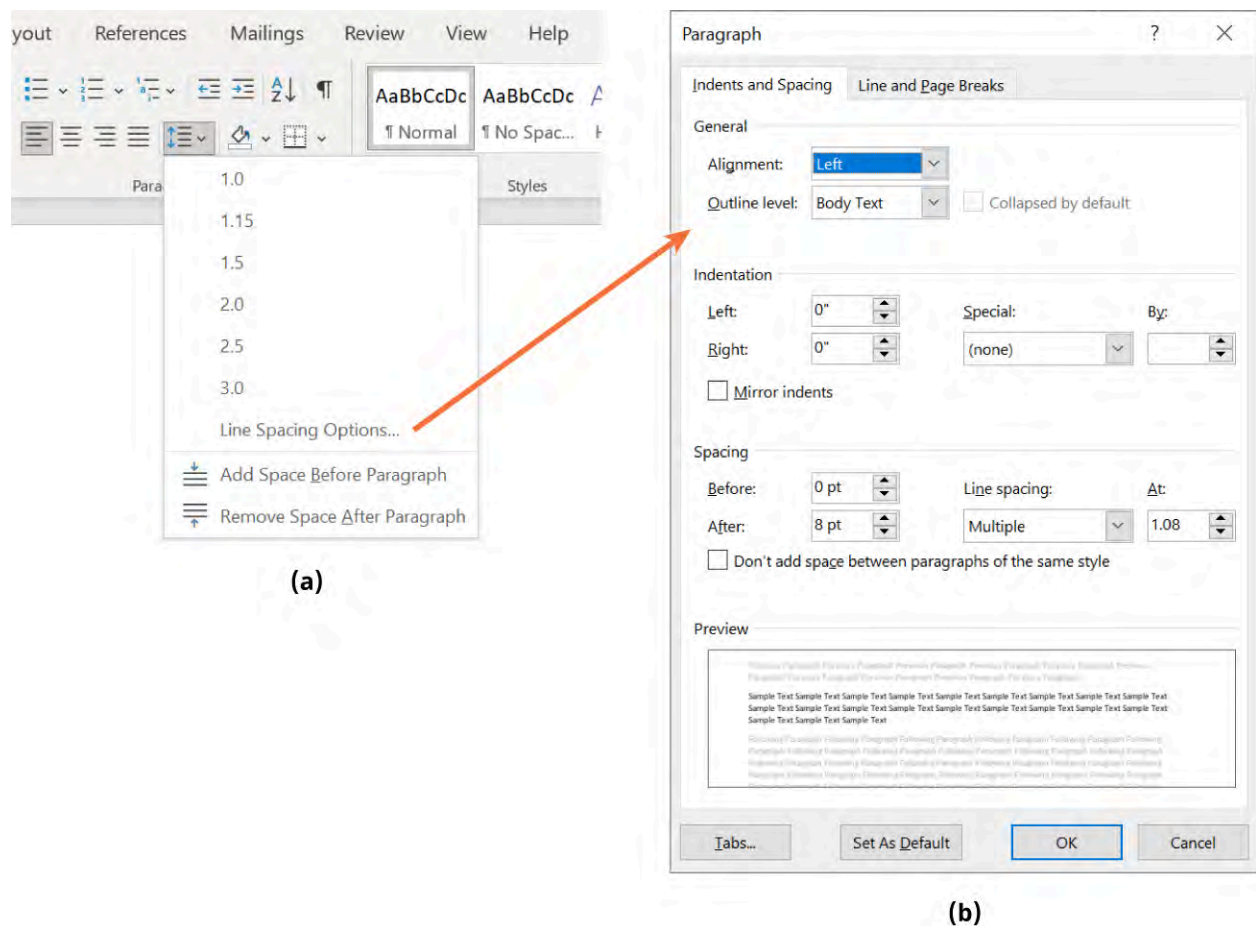 yout References Mailings Review View Help
AaBbCcDc AaBbCcDc
¶ Normal ¶ No Spac...
Para
Styles
1.0
1.15
1.5
2.0
2.5
3.0
Line Spacing Options...
Add Space Before Paragraph
Remove Space After Paragraph
(a)
Paragraph ?
Indents and Spacing Line and Page Breaks
General
Alignment: Left
Outline level: Body Text Collapsed by default
Indentation
Left: 0" Special: By:
Right: 0" (none)
Mirror indents
Spacing
Before: 0 pt Line spacing: At:
After: 8 pt Multiple 1.08
Don't add space between paragraphs of the same style
Preview
Sample Text Sample Text Sample Text Sample Text Sample Text Sample Text Sample Text Sample Text Sample Text
Sample Text Sample Text Sample Text Sample Text Sample Text Sample Text Sample Text Sample Text Sample Text
Sample Text Sample Text Sample Text
Tabs... Set As Default OK Cancel
(b)